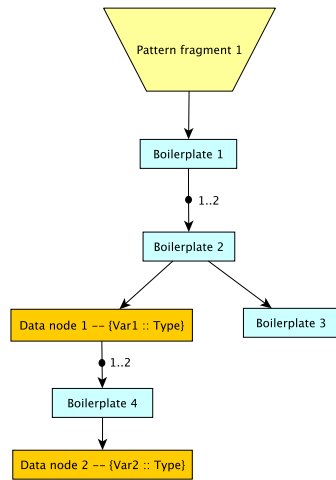 Pattern fragment 1
Boilerplate 1
1..2
Boilerplate 2
Data node 1 -- {Var1 :: Type}
Boilerplate 3
1..2
Boilerplate 4
Data node 2 -- {Var2 :: Type}